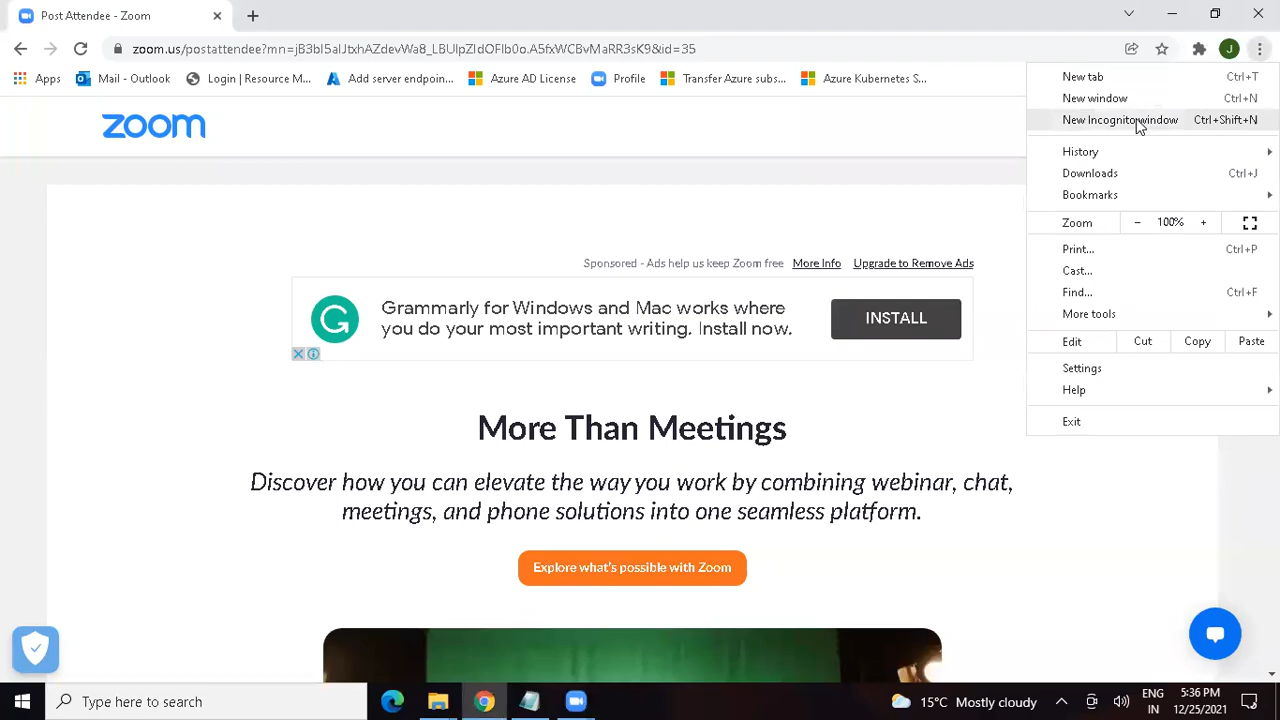 Post Attendee - Zoom
zoom.us/postattendee?mn=jB3bI5aIJtxhAZdevWa8_LBUlpZIdOFIb0o.A5fxWCBvMaRR3sK9&id=35
Apps
Mail - Outlook
Login | Resource M...
Add server endpoin...
Azure AD License
Profile
TransferAzure subs...
Azure Kubernetes S...
zoom
New tab Ctrl+T
New window Ctrl+N
New Incognito window Ctrl+Shift+N
History
Downloads Ctrl+J
Bookmarks
Zoom - 100% +
Print... Ctrl+P
Cast...
Find... Ctrl+F
More tools
Edit Cut Copy Paste
Settings
Help
Exit
Sponsored - Ads help us keep Zoom free More Info Upgrade to Remove Ads
Grammarly for Windows and Mac works where
you do your most important writing. Install now.
INSTALL
More Than Meetings
Discover how you can elevate the way you work by combining webinar, chat,
meetings, and phone solutions into one seamless platform.
Explore what's possible with Zoom
Type here to search
15°C Mostly cloudy
ENG
IN
5:36 PM
12/25/2021